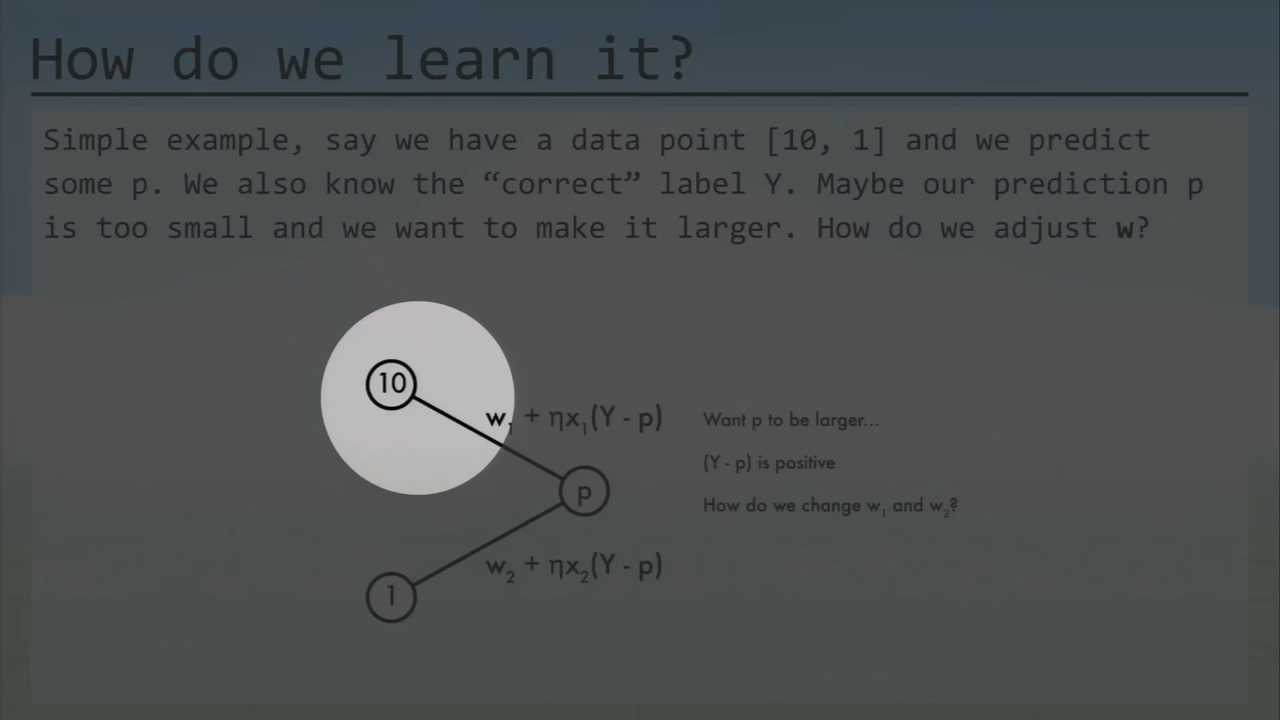 How do we learn it?
Simple example, say we have a data point [10, 1] and we predict
some p. We also know the “correct” label Y. Maybe our prediction p
is too small and we want to make it larger. How do we adjust w?
10
w₁ + ηx₁(Y - p)
Want p to be larger...
(Y - p) is positive
p
How do we change w₁ and w₂?
w₂ + ηx₂(Y - p)
1